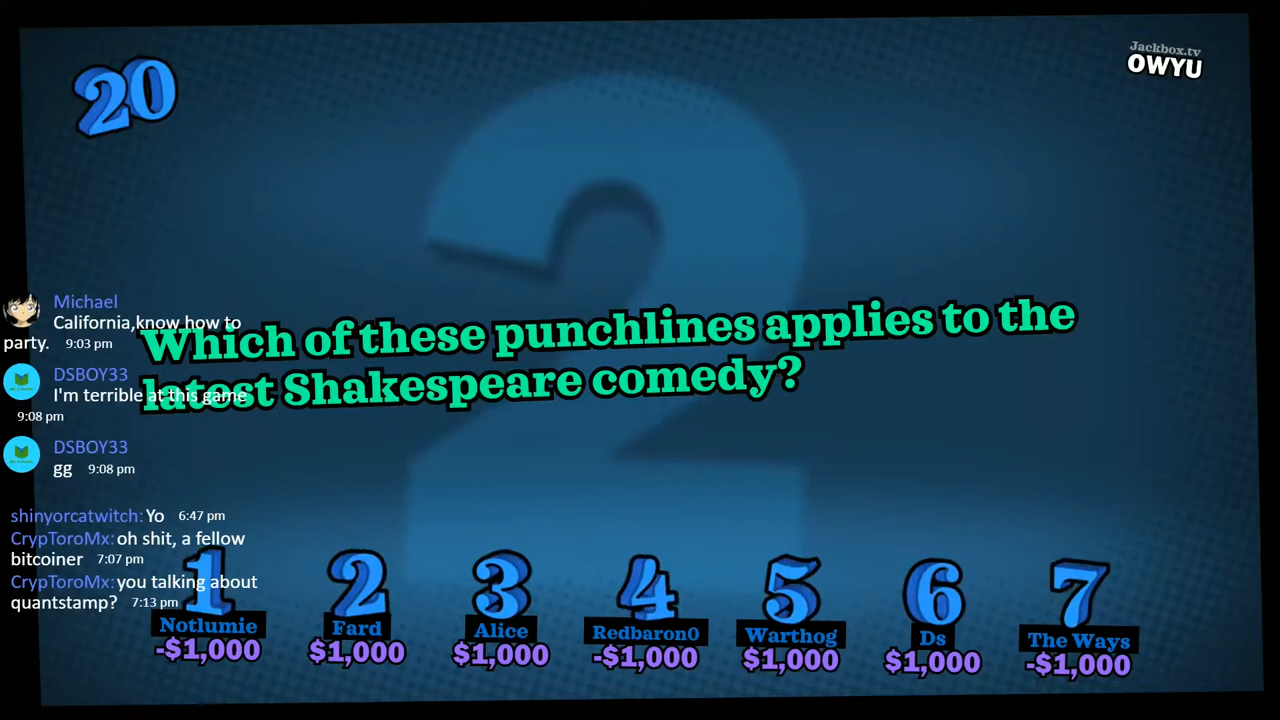 20
Jackbox.tv
OWYU
Which of these punchlines applies to the
latest Shakespeare comedy?
Michael
California,know how to
party. 9:03 pm
DSBOY33
I'm terrible at this game
9:08 pm
DSBOY33
gg 9:08 pm
shinyorcatwitch: Yo 6:47 pm
CrypToroMx: oh shit, a fellow
bitcoiner 7:07 pm
CrypToroMx: you talking about
quantstamp? 7:13 pm
1 2 3 4 5 6 7
Notlumie Fard Alice Redbaron0 Warthog Ds The Ways
-$1,000 $1,000 $1,000 -$1,000 $1,000 $1,000 -$1,000
2